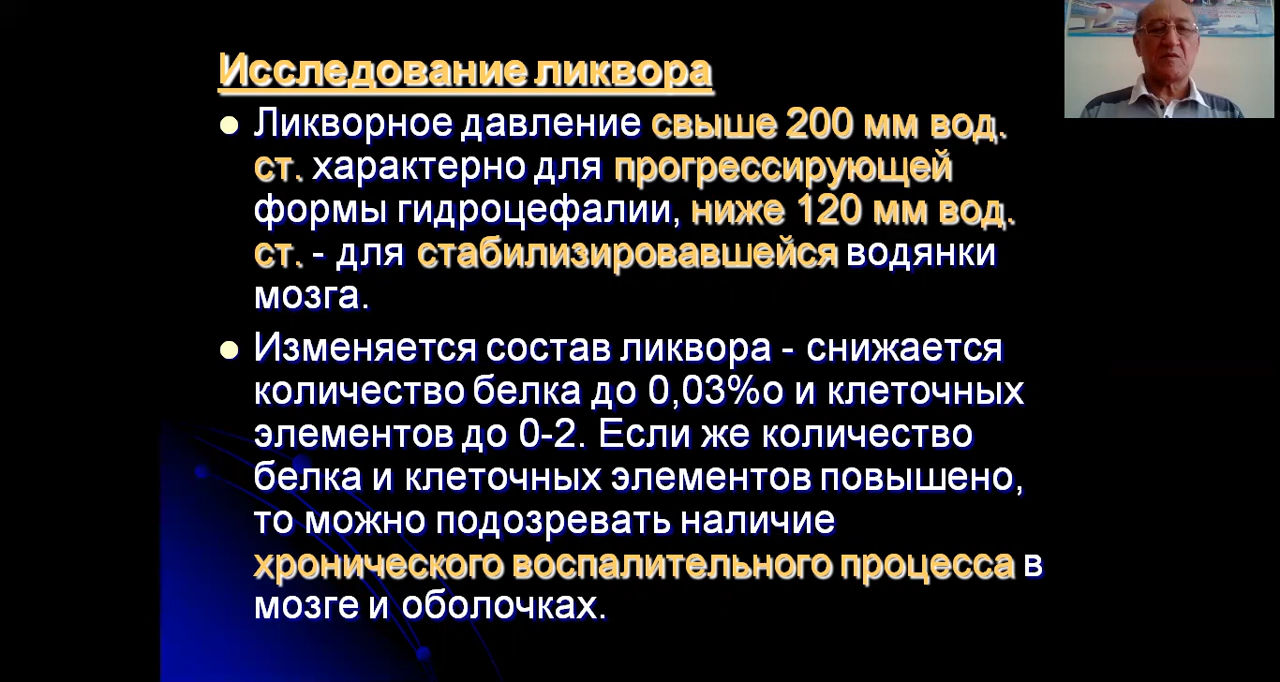 Исследование ликвора
Ликворное давление свыше 200 мм вод.
ст. характерно для прогрессирующей
формы гидроцефалии, ниже 120 мм вод.
ст. - для стабилизировавшейся водянки
мозга.
Изменяется состав ликвора - снижается
количество белка до 0,03%о и клеточных
элементов до 0-2. Если же количество
белка и клеточных элементов повышено,
то можно подозревать наличие
хронического воспалительного процесса в
мозге и оболочках.